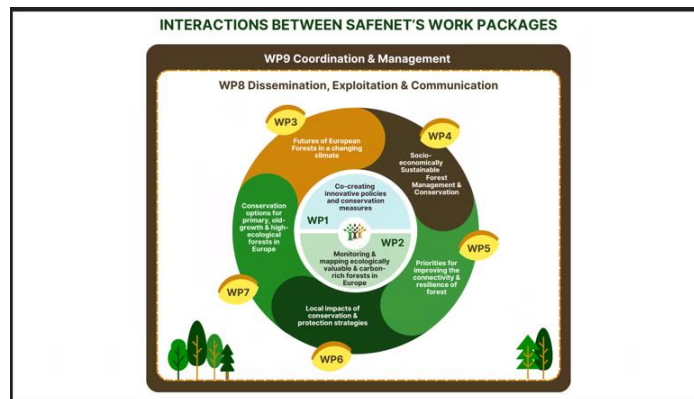 INTERACTIONS BETWEEN SAFENET'S WORK PACKAGES
WP9 Coordination & Management
WP8 Dissemination, Exploitation & Communication
WP3
Futures of European
Forests in a changing
climate
WP4
Socio-
economically
Sustainable
Forest
Management &
Conservation
Co-creating
innovative policies
and conservation
measures
WP1
WP2
Monitoring &
mapping ecologically
valuable & carbon-
rich forests in
Europe
Conservation
options for
primary, old-
growth & high-
ecological
forests in
Europe
WP5
Priorities for
improving the
connectivity &
resilience of
forest
WP7
Local impacts of
conservation &
protection strategies
WP6